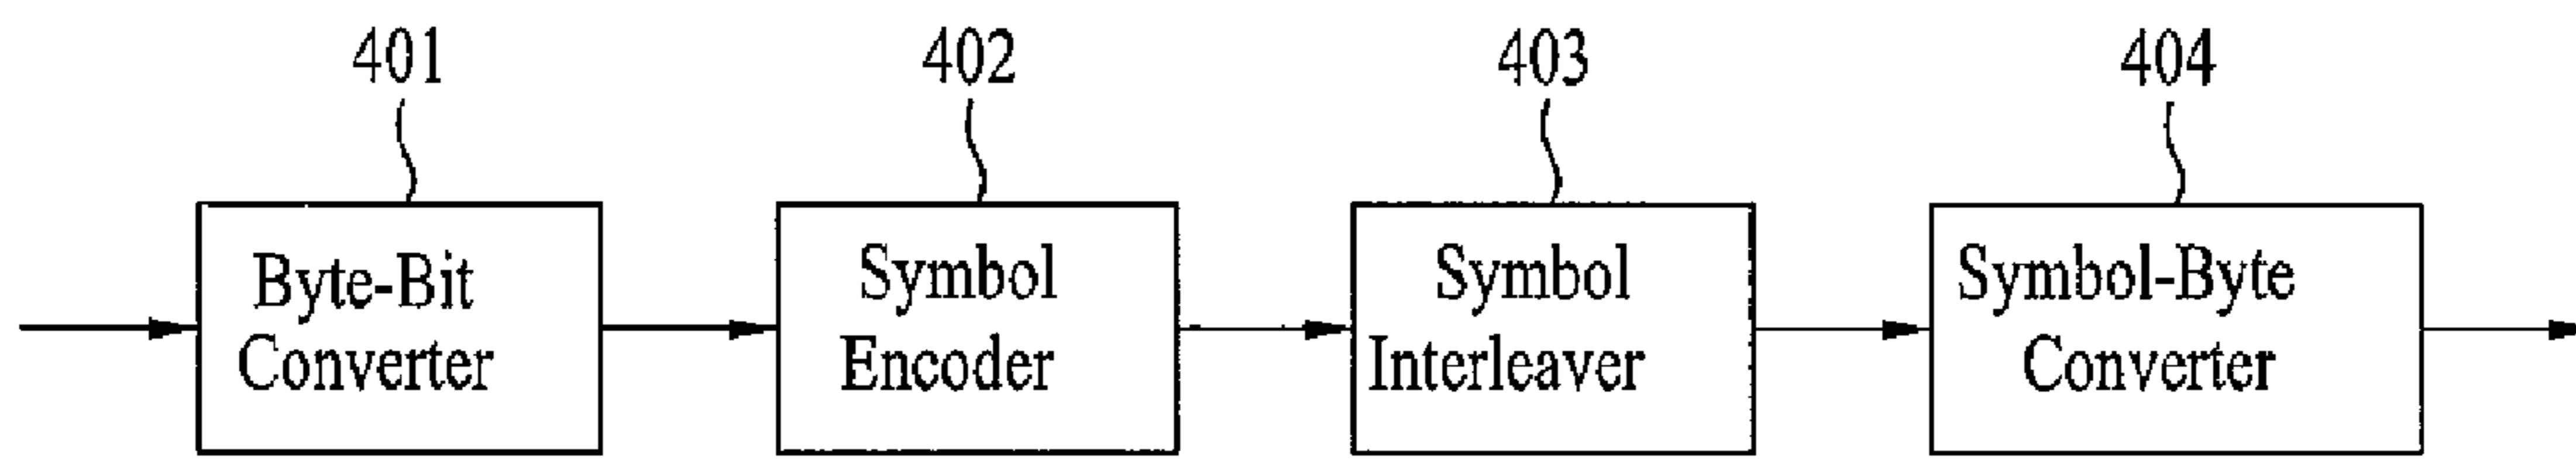 401
402
403
404
Byte-Bit
Converter
Symbol
Encoder
Symbol
Interleaver
Symbol-Byte
Converter